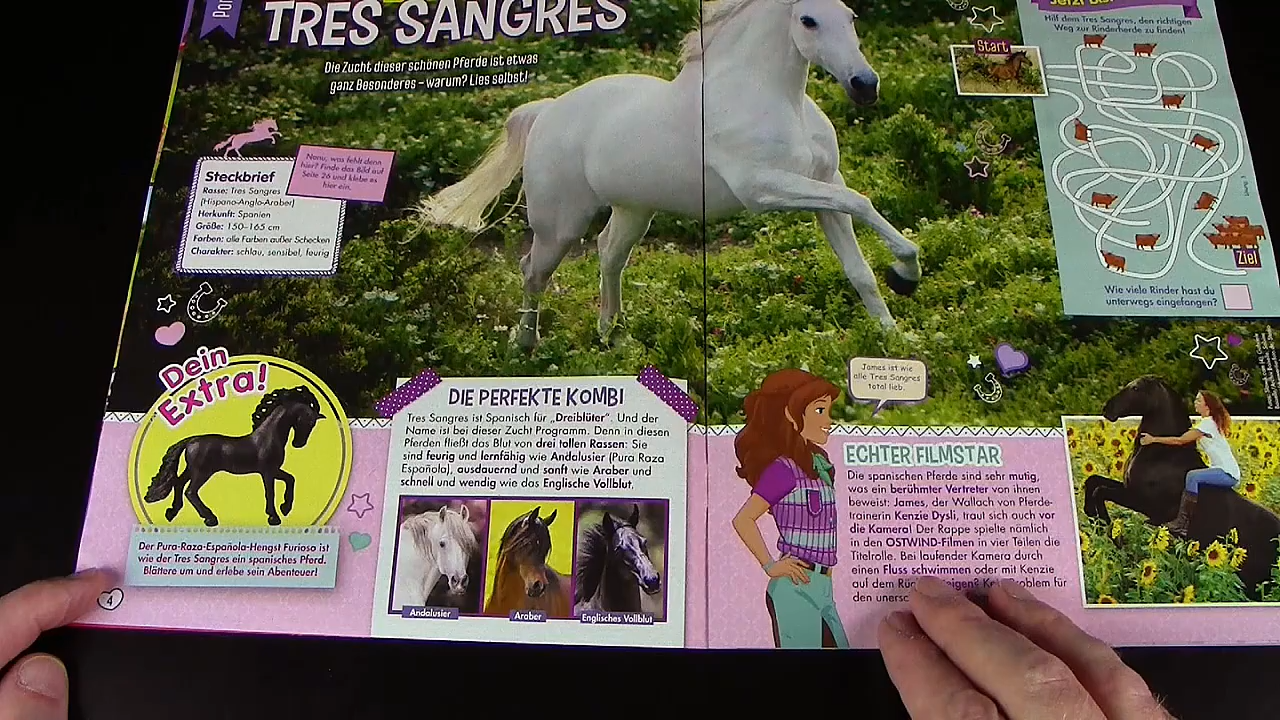 Por
TRES SANGRES
Die Zucht dieser schönen Pferde ist etwas
ganz Besonderes – warum? Lies selbst!
Steckbrief
Rasse: Tres Sangres
(Hispano-Anglo-Araber)
Herkunft: Spanien
Größe: 150–165 cm
Farben: alle Farben außer Schecken
Charakter: schlau, sensibel, feurig
Nanu, was fehlt denn
hier? Finde das Bild auf
Seite 26 und klebe es
hier ein.
Start
Hilf dem Tres Sangres, den richtigen
Weg zur Rinderherde zu finden!
Ziel
Wie viele Rinder hast du
unterwegs eingefangen?
Dein
Extra!
Der Pura-Raza-Española-Hengst Furioso ist
wie der Tres Sangres ein spanisches Pferd.
Blättere um und erlebe sein Abenteuer!
4
DIE PERFEKTE KOMBI
Tres Sangres ist Spanisch für „Dreiblüter“. Und der
Name ist bei dieser Zucht Programm. Denn in diesen
Pferden fließt das Blut von drei tollen Rassen: Sie
sind feurig und lernfähig wie Andalusier (Pura Raza
Española), ausdauernd und sanft wie Araber und
schnell und wendig wie das Englische Vollblut.
Andalusier
Araber
Englisches Vollblut
James ist wie
alle Tres Sangres
total lieb.
ECHTER FILMSTAR
Die spanischen Pferde sind sehr mutig,
was ein berühmter Vertreter von ihnen
beweist: James, der Wallach von Pferde-
trainerin Kenzie Dysli, traut sich auch vor
die Kamera! Der Rappe spielte nämlich
in den OSTWIND-Filmen in vier Teilen die
Titelrolle. Bei laufender Kamera durch
einen Fluss schwimmen oder mit Kenzie
auf dem für
den